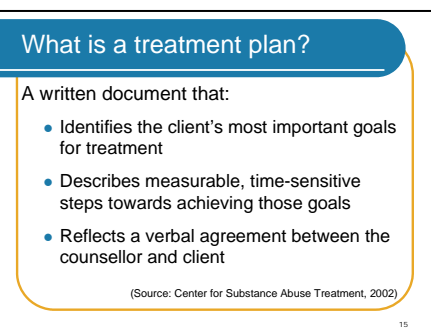 What is a treatment plan?
A written document that:
● Identifies the client's most important goals
for treatment
● Describes measurable, time-sensitive
steps towards achieving those goals
● Reflects a verbal agreement between the
counsellor and client
(Source: Center for Substance Abuse Treatment, 2002)
15